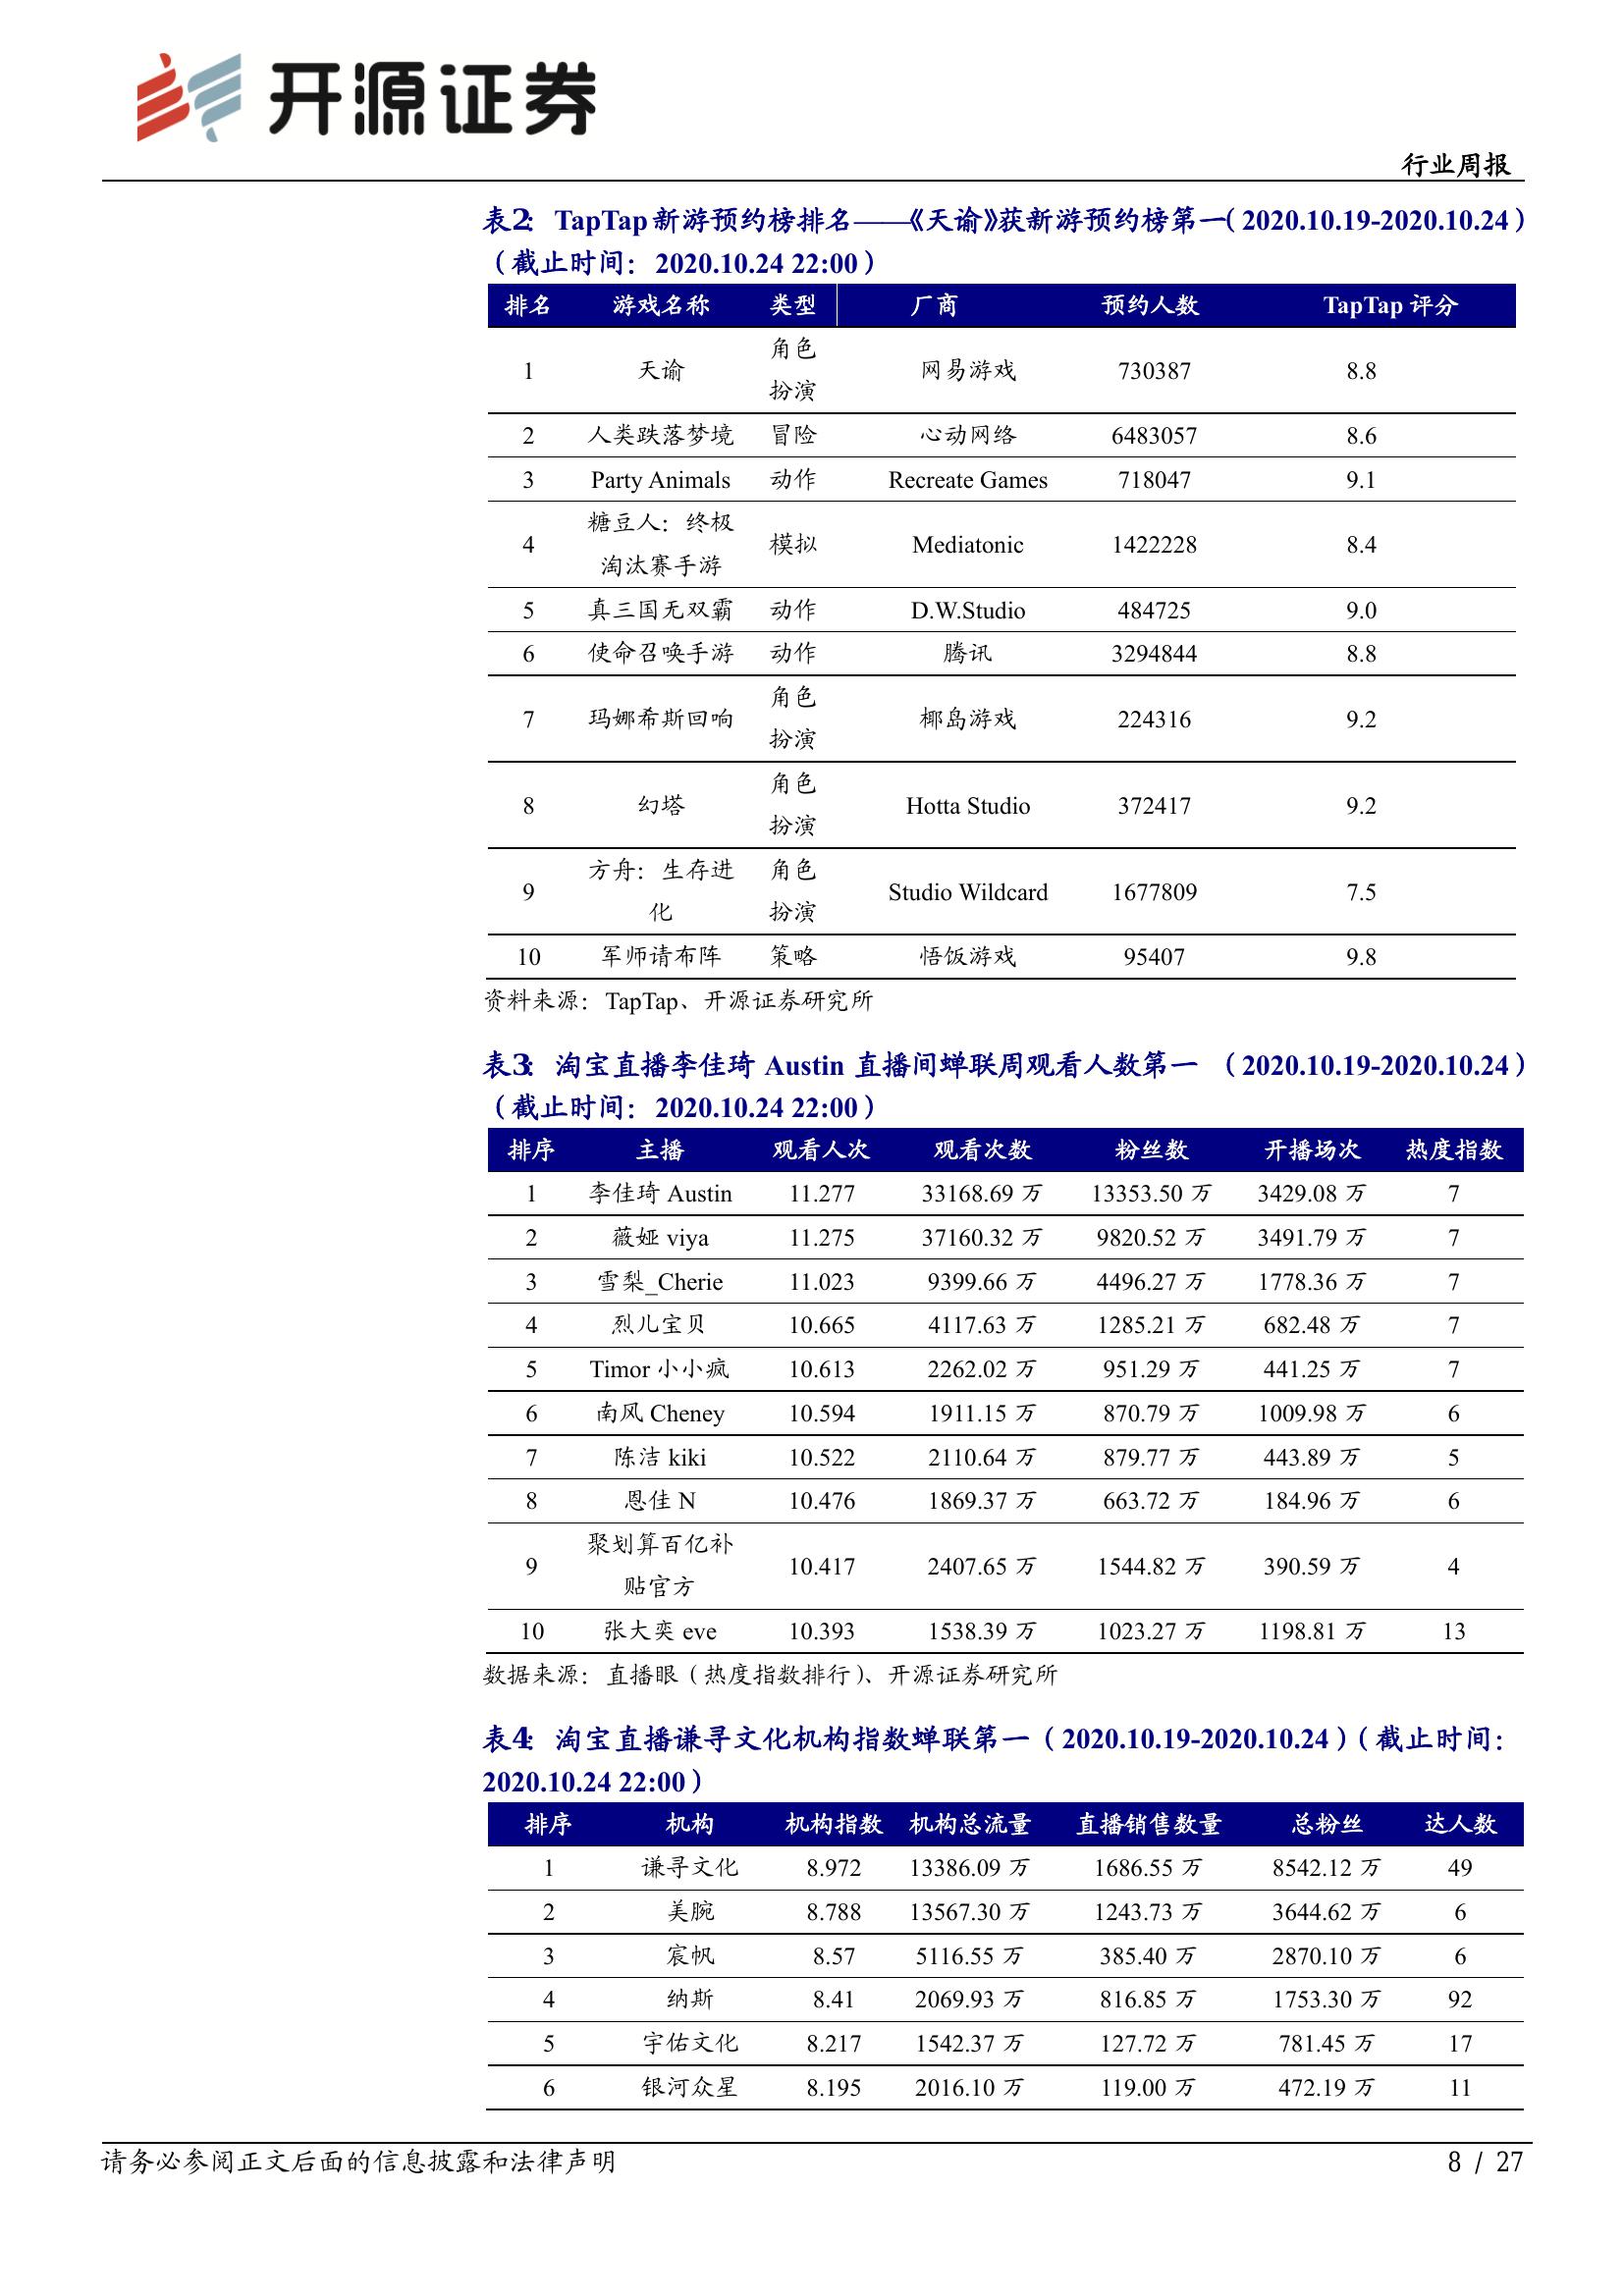 开源证券
行业周报
表2： TapTap 新游预约榜排名——《天谕》获新游预约榜第一（2020.10.19-2020.10.24）
（截止时间：2020.10.24 22:00）
排名 游戏名称 类型 厂商 预约人数 TapTap 评分
1 天谕 角色扮演 网易游戏 730387 8.8
2 人类跌落梦境 冒险 心动网络 6483057 8.6
3 Party Animals 动作 Recreate Games 718047 9.1
4 糖豆人：终极淘汰赛手游 模拟 Mediatonic 1422228 8.4
5 真三国无双霸 动作 D.W.Studio 484725 9.0
6 使命召唤手游 动作 腾讯 3294844 8.8
7 玛娜希斯回响 角色扮演 椰岛游戏 224316 9.2
8 幻塔 角色扮演 Hotta Studio 372417 9.2
9 方舟：生存进化 角色扮演 Studio Wildcard 1677809 7.5
10 军师请布阵 策略 悟饭游戏 95407 9.8
资料来源：TapTap、开源证券研究所
表3： 淘宝直播李佳琦 Austin 直播间蝉联周观看人数第一 （2020.10.19-2020.10.24）
（截止时间：2020.10.24 22:00）
排序 主播 观看人次 观看次数 粉丝数 开播场次 热度指数
1 李佳琦 Austin 11.277 33168.69 万 13353.50 万 3429.08 万 7
2 薇娅 viya 11.275 37160.32 万 9820.52 万 3491.79 万 7
3 雪梨_Cherie 11.023 9399.66 万 4496.27 万 1778.36 万 7
4 烈儿宝贝 10.665 4117.63 万 1285.21 万 682.48 万 7
5 Timor 小小疯 10.613 2262.02 万 951.29 万 441.25 万 7
6 南风 Cheney 10.594 1911.15 万 870.79 万 1009.98 万 6
7 陈洁 kiki 10.522 2110.64 万 879.77 万 443.89 万 5
8 恩佳 N 10.476 1869.37 万 663.72 万 184.96 万 6
9 聚划算百亿补贴官方 10.417 2407.65 万 1544.82 万 390.59 万 4
10 张大奕 eve 10.393 1538.39 万 1023.27 万 1198.81 万 13
数据来源：直播眼（热度指数排行）、开源证券研究所
表4： 淘宝直播谦寻文化机构指数蝉联第一（2020.10.19-2020.10.24）（截止时间：
2020.10.24 22:00）
排序 机构 机构指数 机构总流量 直播销售数量 总粉丝 达人数
1 谦寻文化 8.972 13386.09 万 1686.55 万 8542.12 万 49
2 美腕 8.788 13567.30 万 1243.73 万 3644.62 万 6
3 宸帆 8.57 5116.55 万 385.40 万 2870.10 万 6
4 纳斯 8.41 2069.93 万 816.85 万 1753.30 万 92
5 宇佑文化 8.217 1542.37 万 127.72 万 781.45 万 17
6 银河众星 8.195 2016.10 万 119.00 万 472.19 万 11
请务必参阅正文后面的信息披露和法律声明 8 / 27